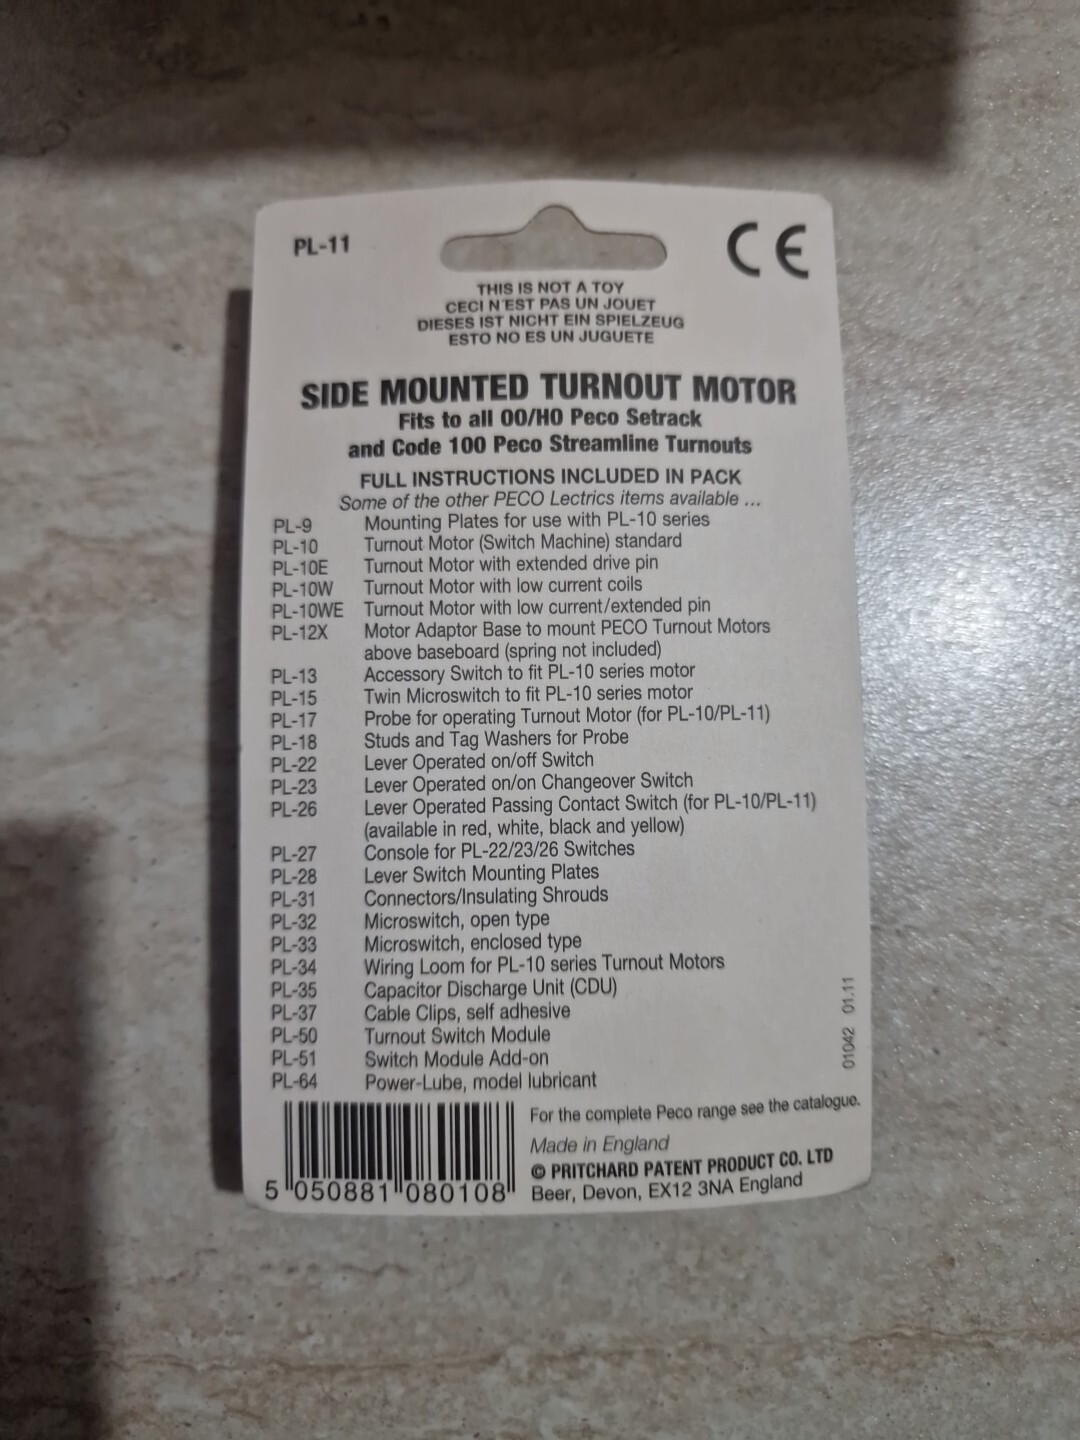 PL-11
CE
THIS IS NOT A TOY
CECI N'EST PAS UN JOUET
DIESES IST NICHT EIN SPIELZEUG
ESTO NO ES UN JUGUETE
SIDE MOUNTED TURNOUT MOTOR
Fits to all 00/H0 Peco Setrack
and Code 100 Peco Streamline Turnouts
FULL INSTRUCTIONS INCLUDED IN PACK
Some of the other PECO Lectrics items available ...
PL-9 Mounting Plates for use with PL-10 series
PL-10 Turnout Motor (Switch Machine) standard
PL-10E Turnout Motor with extended drive pin
PL-10W Turnout Motor with low current coils
PL-10WE Turnout Motor with low current/extended pin
PL-12X Motor Adaptor Base to mount PECO Turnout Motors
above baseboard (spring not included)
PL-13 Accessory Switch to fit PL-10 series motor
PL-15 Twin Microswitch to fit PL-10 series motor
PL-17 Probe for operating Turnout Motor (for PL-10/PL-11)
PL-18 Studs and Tag Washers for Probe
PL-22 Lever Operated on/off Switch
PL-23 Lever Operated on/on Changeover Switch
PL-26 Lever Operated Passing Contact Switch (for PL-10/PL-11)
(available in red, white, black and yellow)
PL-27 Console for PL-22/23/26 Switches
PL-28 Lever Switch Mounting Plates
PL-31 Connectors/Insulating Shrouds
PL-32 Microswitch, open type
PL-33 Microswitch, enclosed type
PL-34 Wiring Loom for PL-10 series Turnout Motors
PL-35 Capacitor Discharge Unit (CDU)
PL-37 Cable Clips, self adhesive
PL-50 Turnout Switch Module
PL-51 Switch Module Add-on
PL-64 Power-Lube, model lubricant
01042 01.11
5 050881 080108
For the complete Peco range see the catalogue.
Made in England
© PRITCHARD PATENT PRODUCT CO. LTD
Beer, Devon, EX12 3NA England